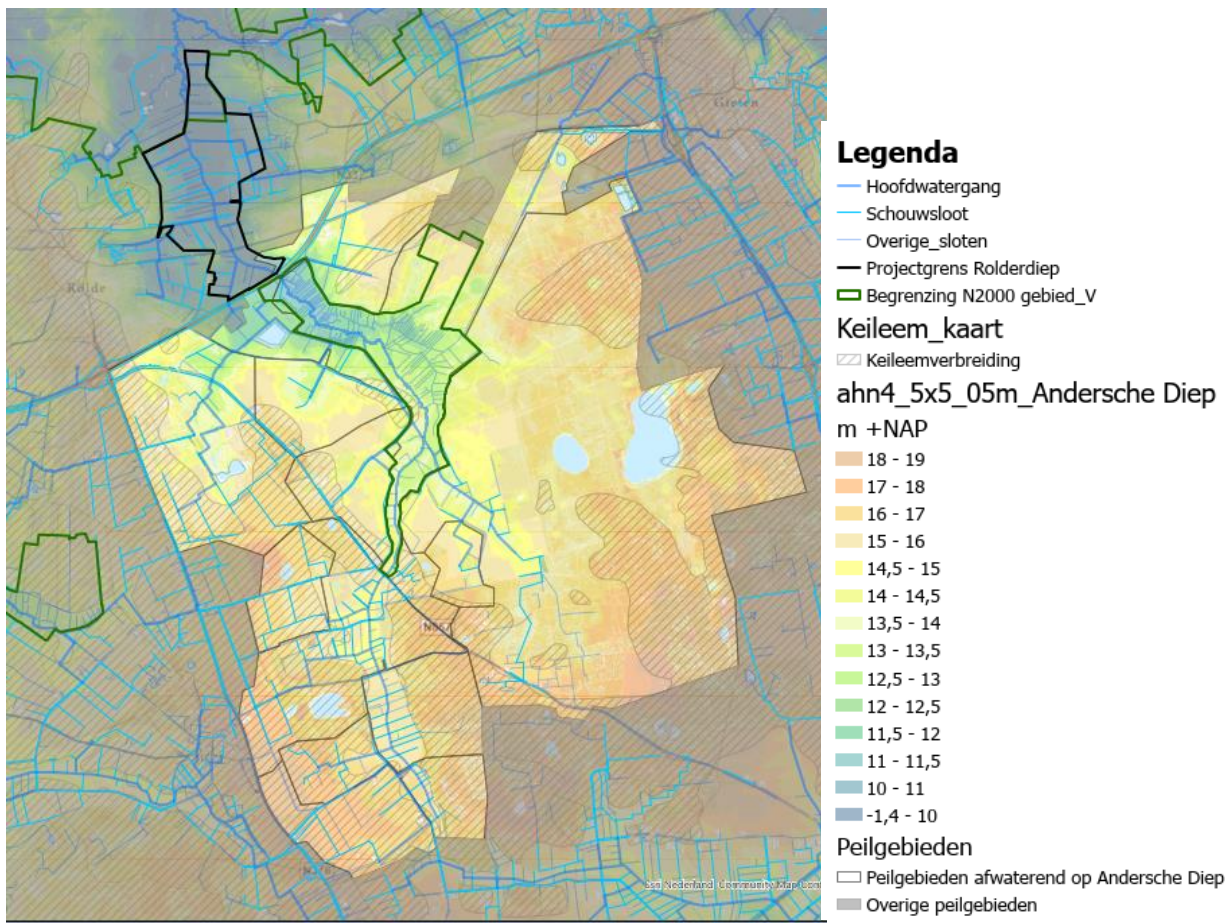 Gieten
Rolde
N376
Esri Nederland, Community Map Cont
Legenda
Hoofdwatergang
Schouwsloot
Overige_sloten
Projectgrens Rolderdiep
Begrenzing N2000 gebied_V
Keileem_kaart
Keileemverbreiding
ahn4_5x5_05m_Andersche Diep
m +NAP
18 - 19
17 - 18
16 - 17
15 - 16
14,5 - 15
14 - 14,5
13,5 - 14
13 - 13,5
12,5 - 13
12 - 12,5
11,5 - 12
11 - 11,5
10 - 11
-1,4 - 10
Peilgebieden
Peilgebieden afwaterend op Andersche Diep
Overige peilgebieden